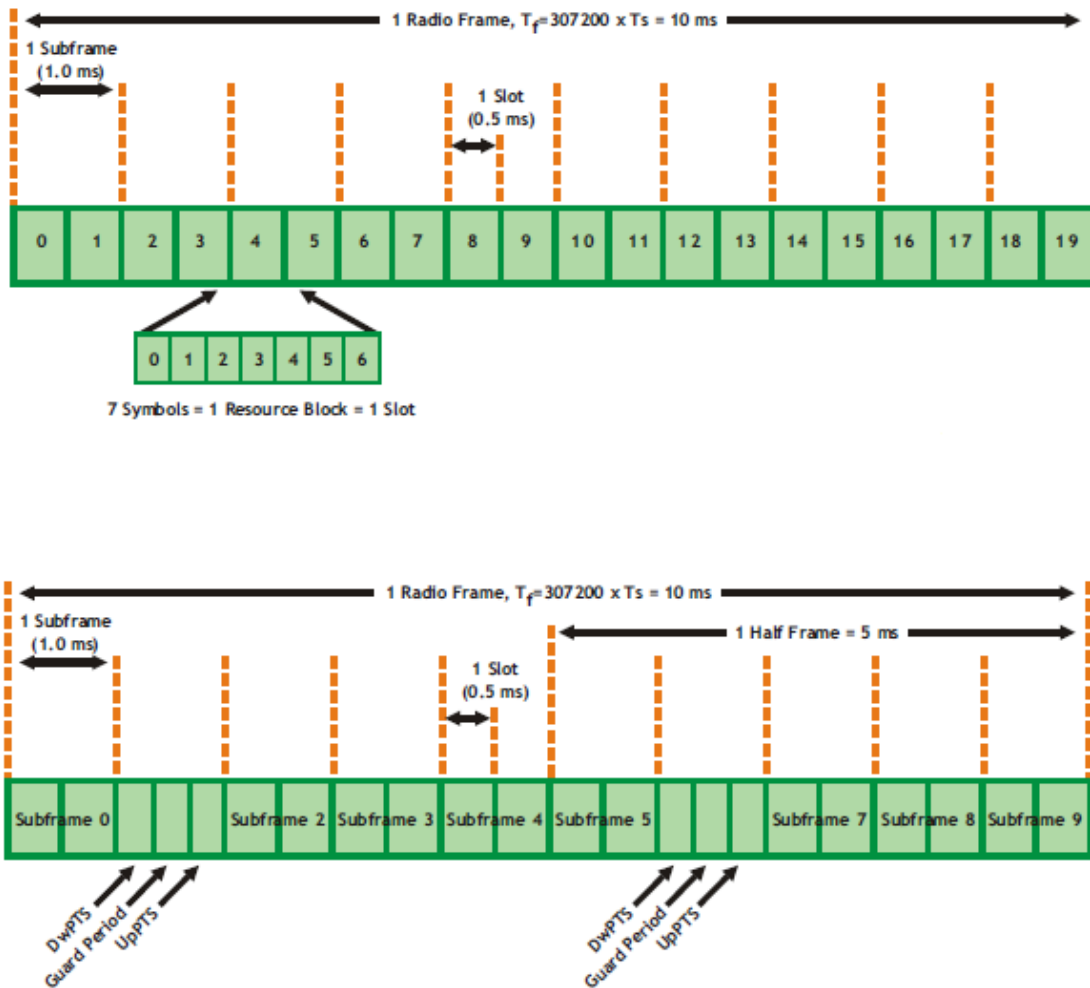 1 Radio Frame, Tf=307200 x Ts = 10 ms
1 Subframe
(1.0 ms)
1 Slot
(0.5 ms)
0 1 2 3 4 5 6 7 8 9 10 11 12 13 14 15 16 17 18 19
0 1 2 3 4 5 6
7 Symbols = 1 Resource Block = 1 Slot
1 Radio Frame, Tf=307200 x Ts = 10 ms
1 Subframe
(1.0 ms)
1 Half Frame = 5 ms
1 Slot
(0.5 ms)
Subframe 0 Subframe 2 Subframe 3 Subframe 4 Subframe 5 Subframe 7 Subframe 8 Subframe 9
DwPTS
Guard Period
UpPTS
DwPTS
Guard Period
UpPTS